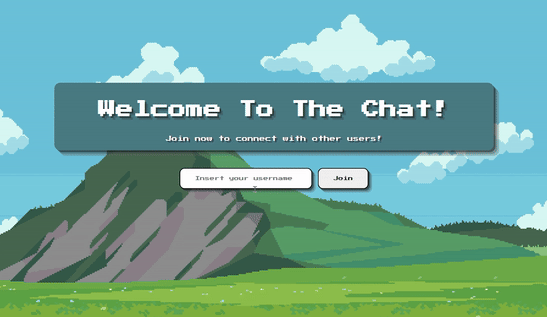 Welcome To The Chat!
Join now to connect with other users!
Insert your username
Join